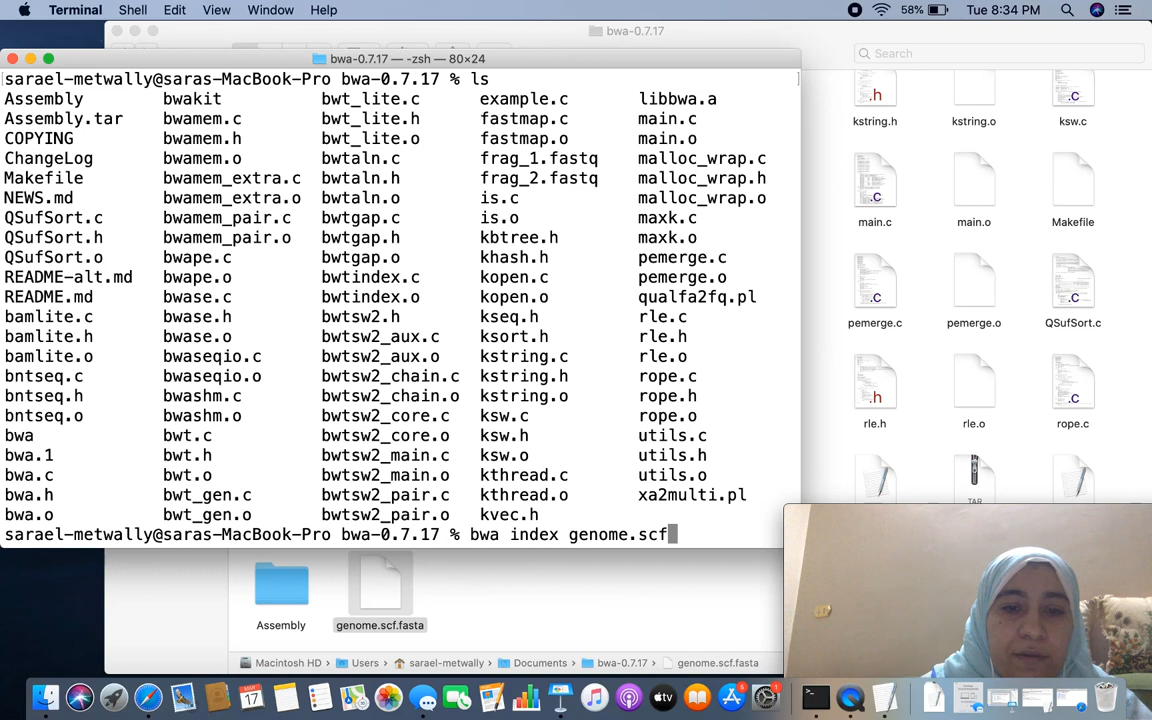 Terminal Shell Edit View Window Help 58% Tue 8:34 PM
bwa-0.7.17
bwa-0.7.17 — -zsh — 80×24
Search
sarael-metwally@saras-MacBook-Pro bwa-0.7.17 % ls
Assembly bwakit bwt_lite.c example.c libbwa.a
Assembly.tar bwamem.c bwt_lite.h fastmap.c main.c
COPYING bwamem.h bwt_lite.o fastmap.o main.o
ChangeLog bwamem.o bwtaln.c frag_1.fastq malloc_wrap.c
Makefile bwamem_extra.c bwtaln.h frag_2.fastq malloc_wrap.h
NEWS.md bwamem_extra.o bwtaln.o is.c malloc_wrap.o
QSufSort.c bwamem_pair.c bwtgap.c is.o maxk.c
QSufSort.h bwamem_pair.o bwtgap.h kbtree.h maxk.o
QSufSort.o bwape.c bwtgap.o khash.h pemerge.c
README-alt.md bwape.o bwtindex.c kopen.c pemerge.o
README.md bwase.c bwtindex.o kopen.o qualfa2fq.pl
bamlite.c bwase.h bwtsw2.h kseq.h rle.c
bamlite.h bwase.o bwtsw2_aux.c ksort.h rle.h
bamlite.o bwaseqio.c bwtsw2_aux.o kstring.c rle.o
bntseq.c bwaseqio.o bwtsw2_chain.c kstring.h rope.c
bntseq.h bwashm.c bwtsw2_chain.o kstring.o rope.h
bntseq.o bwashm.o bwtsw2_core.c ksw.c rope.o
bwa bwt.c bwtsw2_core.o ksw.h utils.c
bwa.1 bwt.h bwtsw2_main.c ksw.o utils.h
bwa.c bwt.o bwtsw2_main.o kthread.c utils.o
bwa.h bwt_gen.c bwtsw2_pair.c kthread.o xa2multi.pl
bwa.o bwt_gen.o bwtsw2_pair.o kvec.h
sarael-metwally@saras-MacBook-Pro bwa-0.7.17 % bwa index genome.scf
.h .c
kstring.h kstring.o ksw.c
.c
main.c main.o Makefile
.c .c
pemerge.c pemerge.o QSufSort.c
.h .c
rle.h rle.o rope.c
TAR
Assembly genome.scf.fasta
Macintosh HD › Users › sarael-metwally › Documents › bwa-0.7.17 › genome.scf.fasta